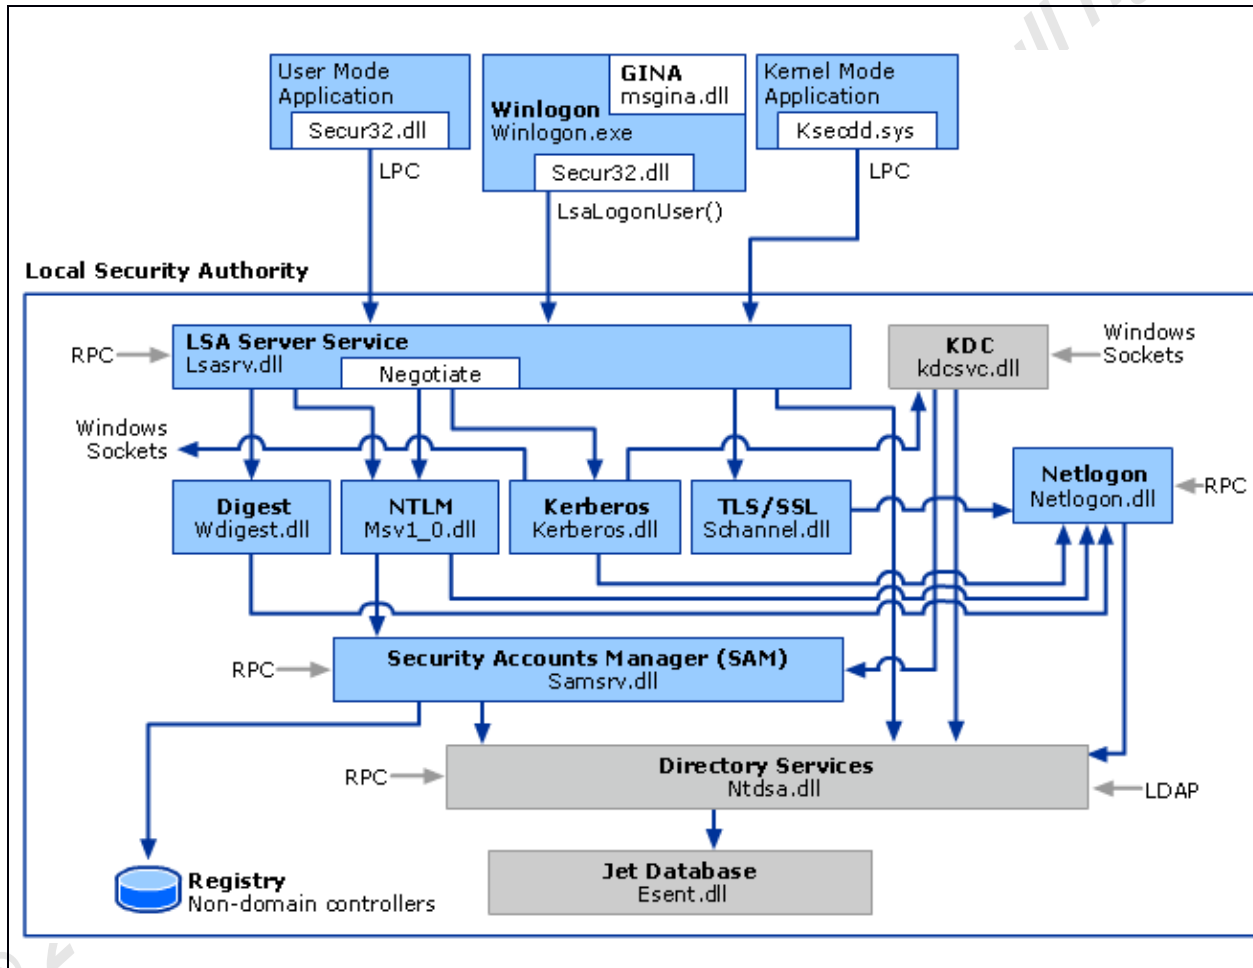 User Mode
Application
Secur32.dll
LPC
GINA
msgina.dll
Winlogon
Winlogon.exe
Secur32.dll
LsaLogonUser()
Kernel Mode
Application
Ksecdd.sys
LPC
Local Security Authority
RPC
LSA Server Service
Lsasrv.dll
Negotiate
KDC
kdcsvc.dll
Windows
Sockets
Windows
Sockets
Digest
Wdigest.dll
NTLM
Msv1_0.dll
Kerberos
Kerberos.dll
TLS/SSL
Schannel.dll
Netlogon
Netlogon.dll
RPC
RPC
Security Accounts Manager (SAM)
Samsrv.dll
RPC
Directory Services
Ntdsa.dll
LDAP
Jet Database
Esent.dll
Registry
Non-domain controllers